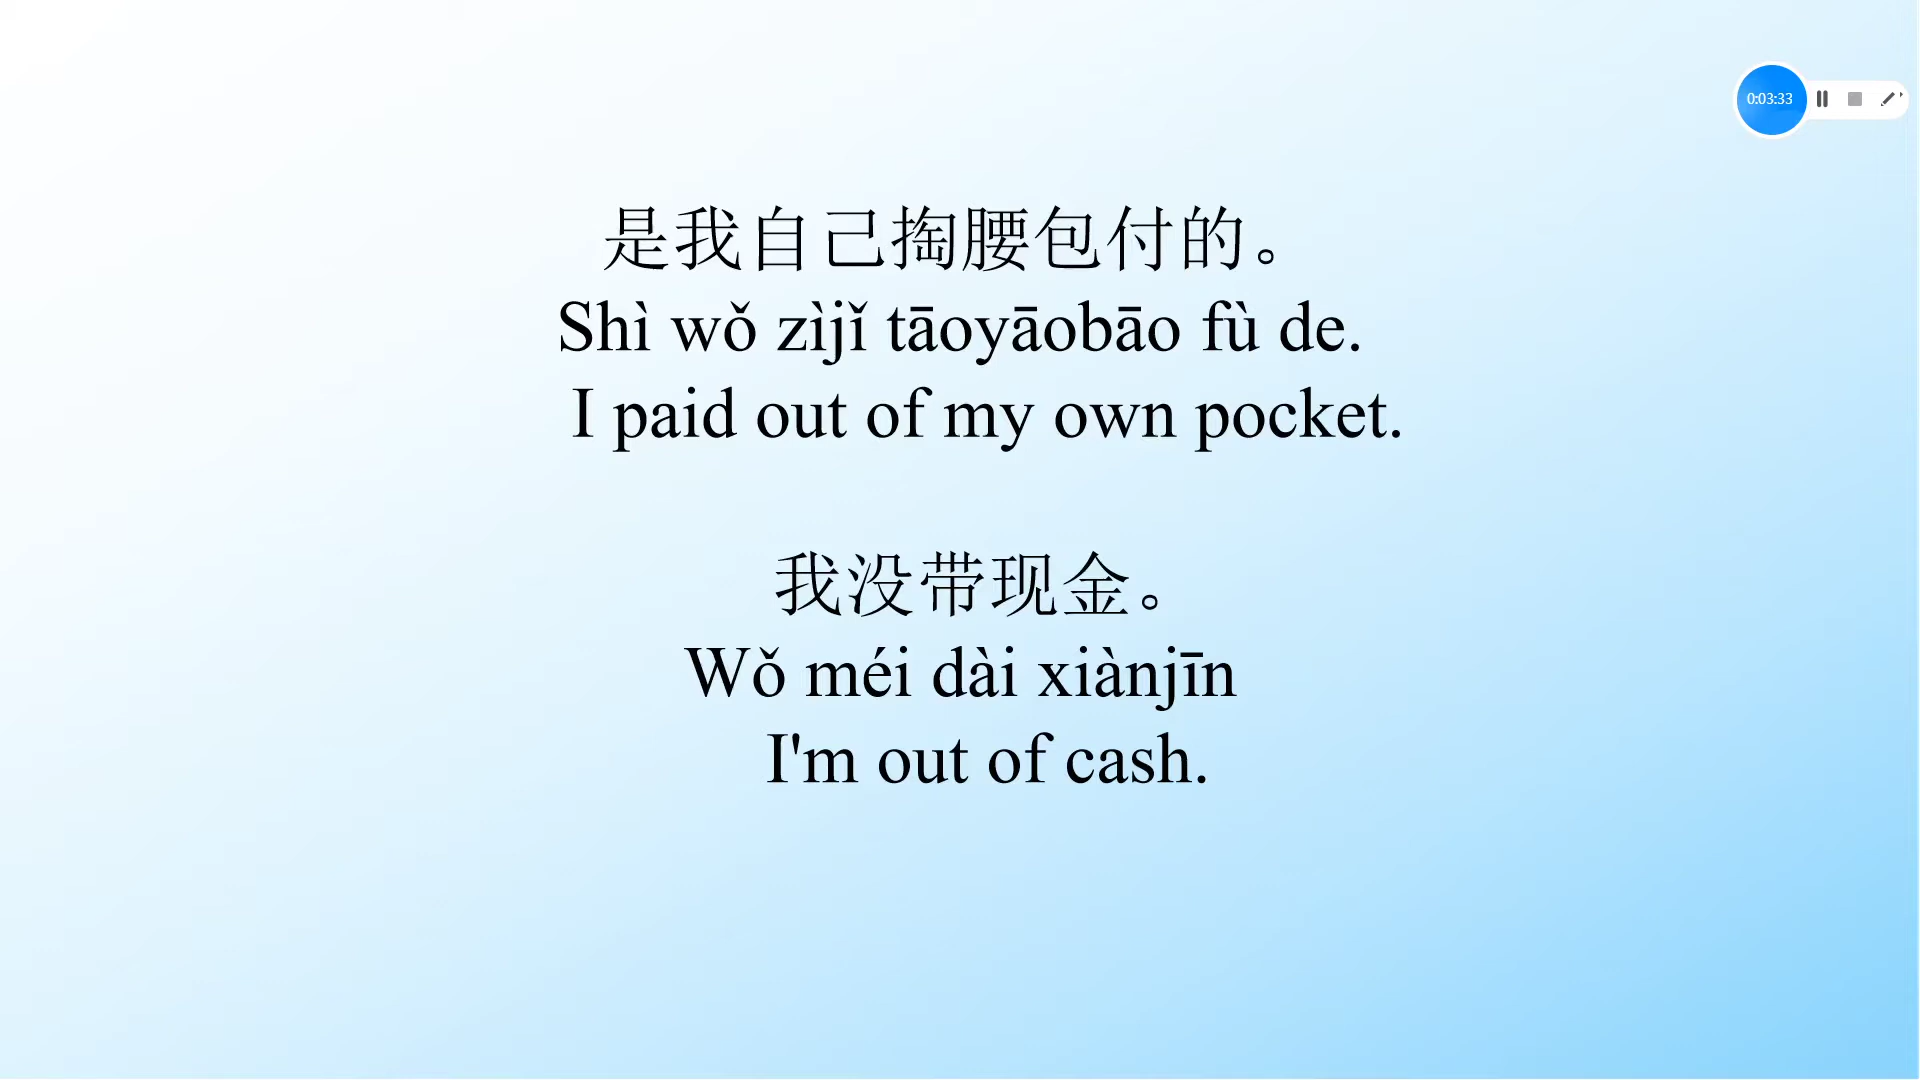 0:03:33
是我自己掏腰包付的。
Shì wǒ zìjǐ tāoyāobāo fù de.
I paid out of my own pocket.
我没带现金。
Wǒ méi dài xiànjīn
I'm out of cash.